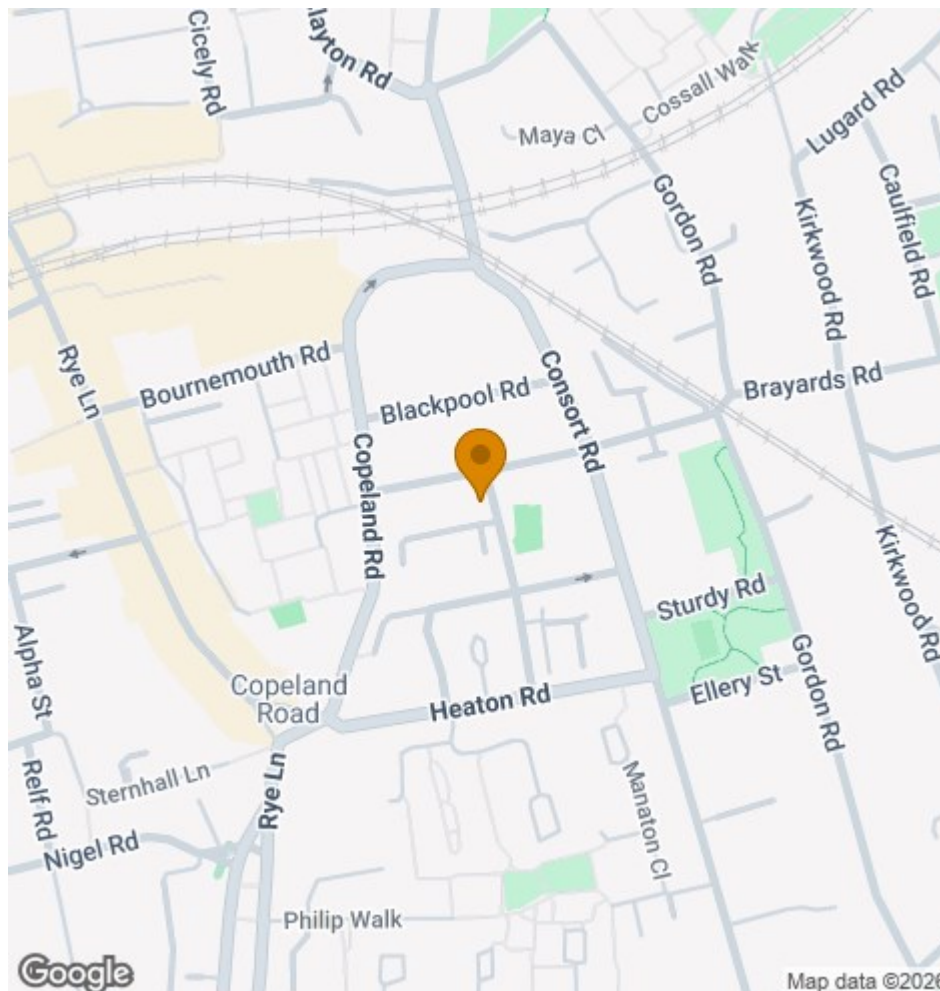 Cicely Rd
layton Rd
Cossall Walk
Maya Cl
Lugard Rd
Gordon Rd
Kirkwood Rd
Caulfield Rd
Rye Ln
Bournemouth Rd
Blackpool Rd
Consort Rd
Brayards Rd
Copeland Rd
Kirkwood Rd
Sturdy Rd
Alpha St
Copeland
Road
Heaton Rd
Ellery St
Gordon Rd
Sternhall Ln
Rye Ln
Relf Rd
Manaton Cl
Nigel Rd
Philip Walk
Google
Map data ©2026